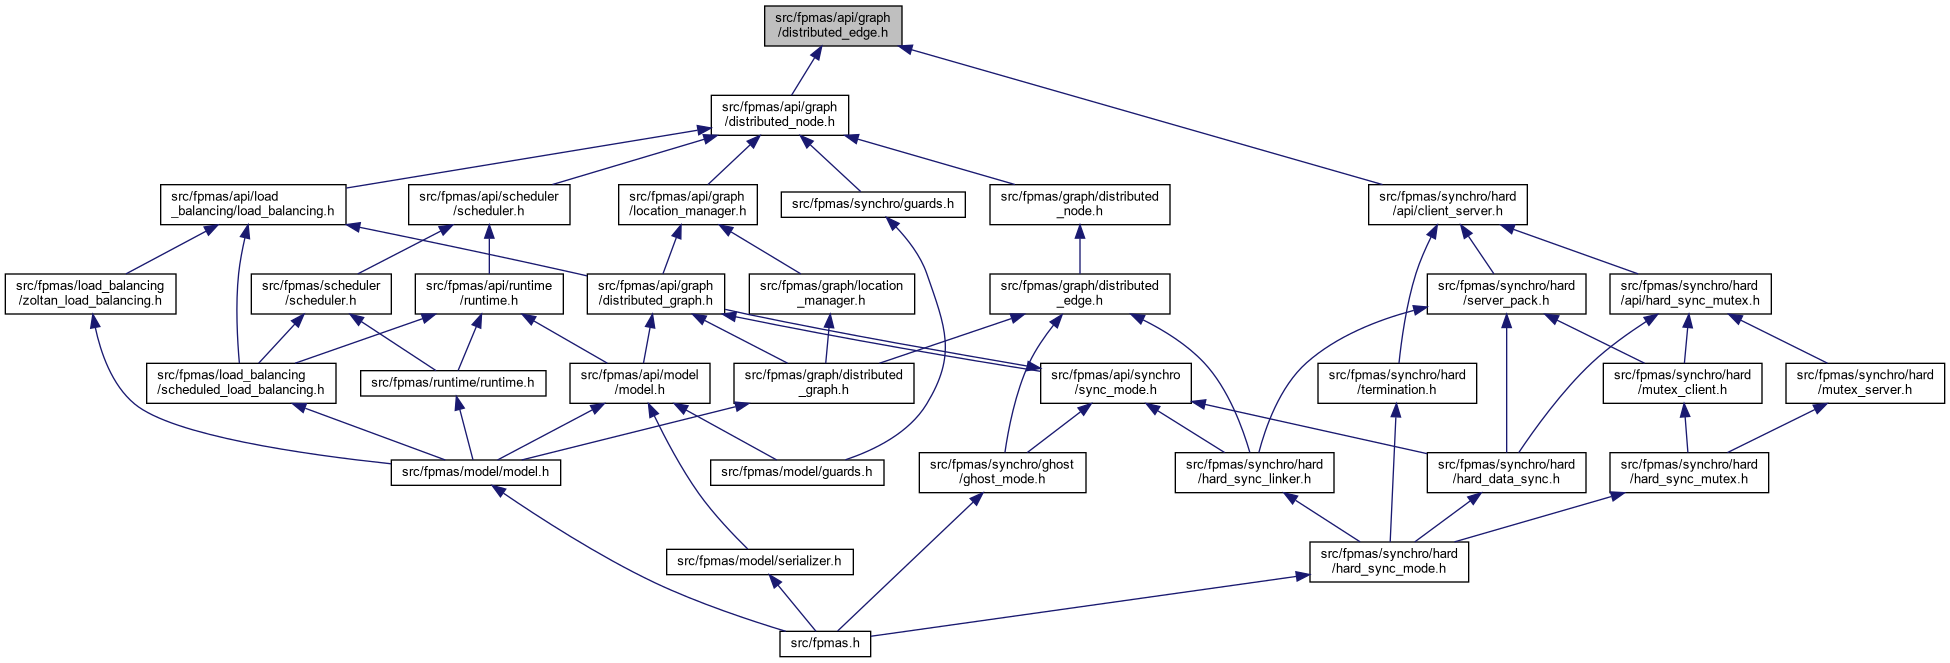 src/fpmas/api/graph
/distributed_edge.h
src/fpmas/api/graph
/distributed_node.h
src/fpmas/api/load
_balancing/load_balancing.h
src/fpmas/api/scheduler
/scheduler.h
src/fpmas/api/graph
/location_manager.h
src/fpmas/synchro/guards.h
src/fpmas/graph/distributed
_node.h
src/fpmas/synchro/hard
/api/client_server.h
src/fpmas/load_balancing
/zoltan_load_balancing.h
src/fpmas/scheduler
/scheduler.h
src/fpmas/api/runtime
/runtime.h
src/fpmas/api/graph
/distributed_graph.h
src/fpmas/graph/location
_manager.h
src/fpmas/graph/distributed
_edge.h
src/fpmas/synchro/hard
/server_pack.h
src/fpmas/synchro/hard
/api/hard_sync_mutex.h
src/fpmas/load_balancing
/scheduled_load_balancing.h
src/fpmas/runtime/runtime.h
src/fpmas/api/model
/model.h
src/fpmas/graph/distributed
_graph.h
src/fpmas/api/synchro
/sync_mode.h
src/fpmas/synchro/hard
/termination.h
src/fpmas/synchro/hard
/mutex_client.h
src/fpmas/synchro/hard
/mutex_server.h
src/fpmas/model/model.h
src/fpmas/model/guards.h
src/fpmas/synchro/ghost
/ghost_mode.h
src/fpmas/synchro/hard
/hard_sync_linker.h
src/fpmas/synchro/hard
/hard_data_sync.h
src/fpmas/synchro/hard
/hard_sync_mutex.h
src/fpmas/model/serializer.h
src/fpmas/synchro/hard
/hard_sync_mode.h
src/fpmas.h